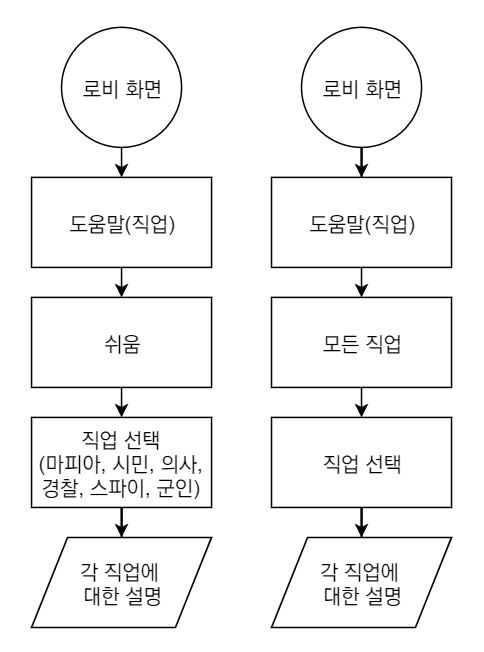 로비 화면
도움말(직업)
쉬움
직업 선택
(마피아, 시민, 의사,
경찰, 스파이, 군인)
각 직업에
대한 설명
로비 화면
도움말(직업)
모든 직업
직업 선택
각 직업에
대한 설명